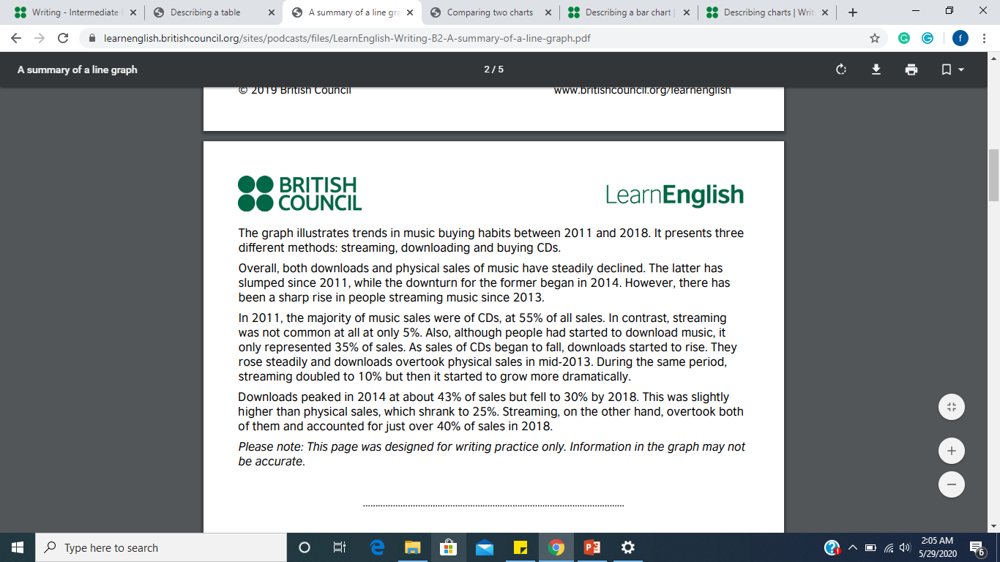 Writing - Intermediate E
Describing a table
A summary of a line gra
Comparing two charts
Describing a bar chart |
Describing charts | Writ
learnenglish.britishcouncil.org/sites/podcasts/files/LearnEnglish-Writing-B2-A-summary-of-a-line-graph.pdf
f
A summary of a line graph
2 / 5
© 2019 British Council
www.britishcouncil.org/learnenglish
BRITISH
COUNCIL
LearnEnglish
The graph illustrates trends in music buying habits between 2011 and 2018. It presents three
different methods: streaming, downloading and buying CDs.
Overall, both downloads and physical sales of music have steadily declined. The latter has
slumped since 2011, while the downturn for the former began in 2014. However, there has
been a sharp rise in people streaming music since 2013.
In 2011, the majority of music sales were of CDs, at 55% of all sales. In contrast, streaming
was not common at all at only 5%. Also, although people had started to download music, it
only represented 35% of sales. As sales of CDs began to fall, downloads started to rise. They
rose steadily and downloads overtook physical sales in mid-2013. During the same period,
streaming doubled to 10% but then it started to grow more dramatically.
Downloads peaked in 2014 at about 43% of sales but fell to 30% by 2018. This was slightly
higher than physical sales, which shrank to 25%. Streaming, on the other hand, overtook both
of them and accounted for just over 40% of sales in 2018.
Please note: This page was designed for writing practice only. Information in the graph may not
be accurate.
Type here to search
2:05 AM
5/29/2020
6